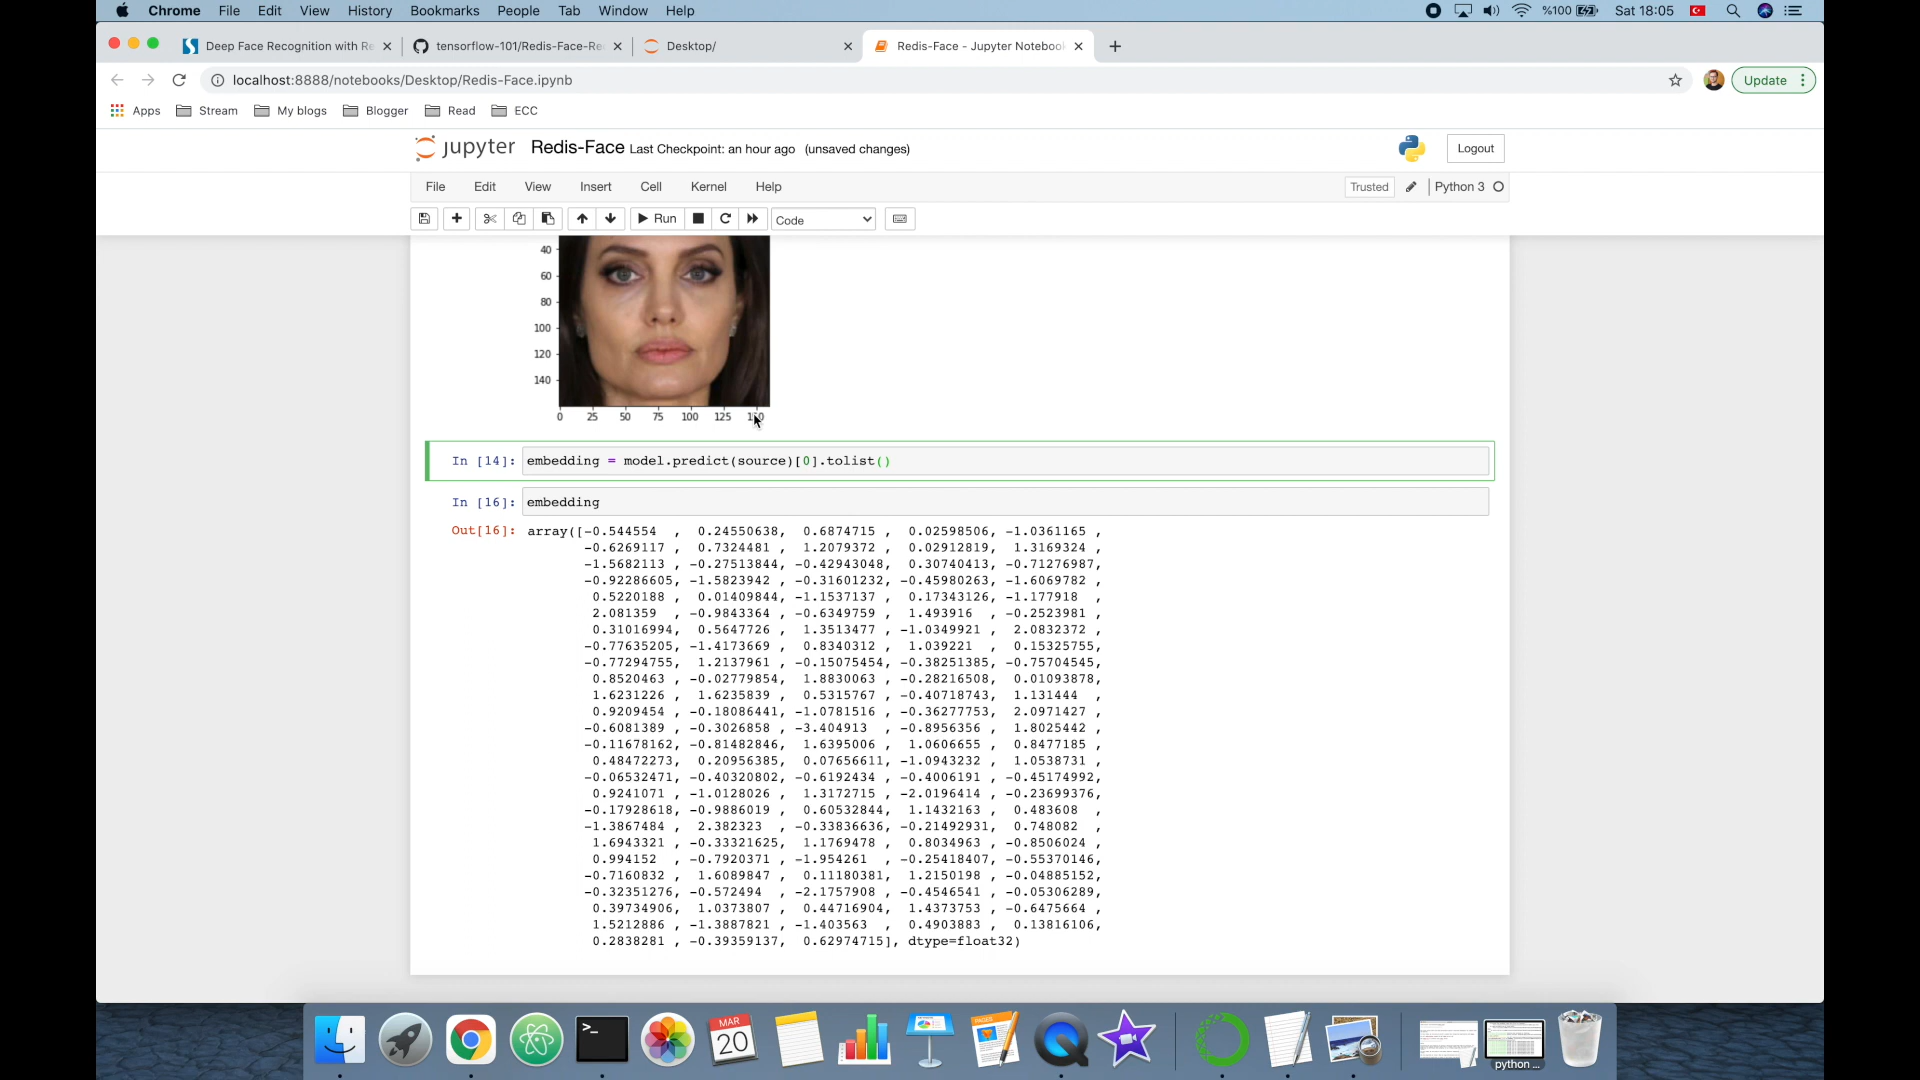 Chrome File Edit View History Bookmarks People Tab Window Help %100 Sat 18:05
Deep Face Recognition with Re tensorflow-101/Redis-Face-Re Desktop/ Redis-Face - Jupyter Notebook
localhost:8888/notebooks/Desktop/Redis-Face.ipynb Update
Apps Stream My blogs Blogger Read ECC
jupyter Redis-Face Last Checkpoint: an hour ago (unsaved changes) Logout
File Edit View Insert Cell Kernel Help Trusted Python 3
Run Code
40
60
80
100
120
140
0 25 50 75 100 125 150
In [14]: embedding = model.predict(source)[0].tolist()
In [16]: embedding
Out[16]: array([-0.544554 , 0.24550638, 0.6874715 , 0.02598506, -1.0361165 ,
-0.6269117 , 0.7324481 , 1.2079372 , 0.02912819, 1.3169324 ,
-1.5682113 , -0.27513844, -0.42943048, 0.30740413, -0.71276987,
-0.92286605, -1.5823942 , -0.31601232, -0.45980263, -1.6069782 ,
0.5220188 , 0.01409844, -1.1537137 , 0.17343126, -1.177918 ,
2.081359 , -0.9843364 , -0.6349759 , 1.493916 , -0.2523981 ,
0.31016994, 0.5647726 , 1.3513477 , -1.0349921 , 2.0832372 ,
-0.77635205, -1.4173669 , 0.8340312 , 1.039221 , 0.15325755,
-0.77294755, 1.2137961 , -0.15075454, -0.38251385, -0.75704545,
0.8520463 , -0.02779854, 1.8830063 , -0.28216508, 0.01093878,
1.6231226 , 1.6235839 , 0.5315767 , -0.40718743, 1.131444 ,
0.9209454 , -0.18086441, -1.0781516 , -0.36277753, 2.0971427 ,
-0.6081389 , -0.3026858 , -3.404913 , -0.8956356 , 1.8025442 ,
-0.11678162, -0.81482846, 1.6395006 , 1.0606655 , 0.8477185 ,
0.48472273, 0.20956385, 0.07656611, -1.0943232 , 1.0538731 ,
-0.06532471, -0.40320802, -0.6192434 , -0.4006191 , -0.45174992,
0.9241071 , -1.0128026 , 1.3172715 , -2.0196414 , -0.23699376,
-0.17928618, -0.9886019 , 0.60532844, 1.1432163 , 0.483608 ,
-1.3867484 , 2.382323 , -0.33836636, -0.21492931, 0.748082 ,
1.6943321 , -0.33321625, 1.1769478 , 0.8034963 , -0.8506024 ,
0.994152 , -0.7920371 , -1.954261 , -0.25418407, -0.55370146,
-0.7160832 , 1.6089847 , 0.11180381, 1.2150198 , -0.04885152,
-0.32351276, -0.572494 , -2.1757908 , -0.4546541 , -0.05306289,
0.39734906, 1.0373807 , 0.44716904, 1.4373753 , -0.6475664 ,
1.5212886 , -1.3887821 , -1.403563 , 0.4903883 , 0.13816106,
0.2838281 , -0.39359137, 0.62974715], dtype=float32)
MAR
20
PAGES
python ...